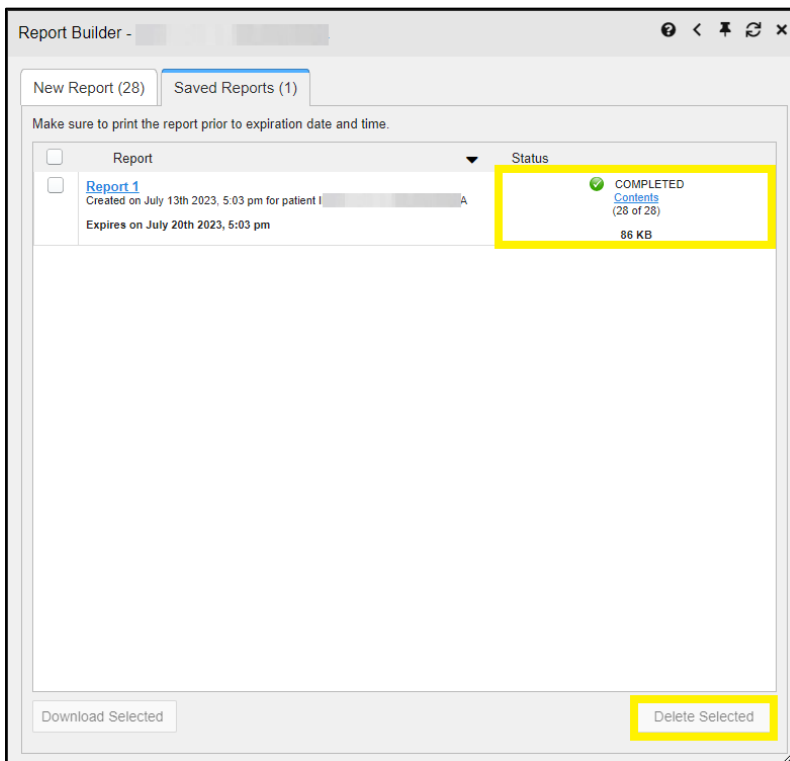 Report Builder -
New Report (28)
Saved Reports (1)
Make sure to print the report prior to expiration date and time.
Report
Status
Report 1
Created on July 13th 2023, 5:03 pm for patient I A
Expires on July 20th 2023, 5:03 pm
COMPLETED
Contents
(28 of 28)
86 KB
Download Selected
Delete Selected